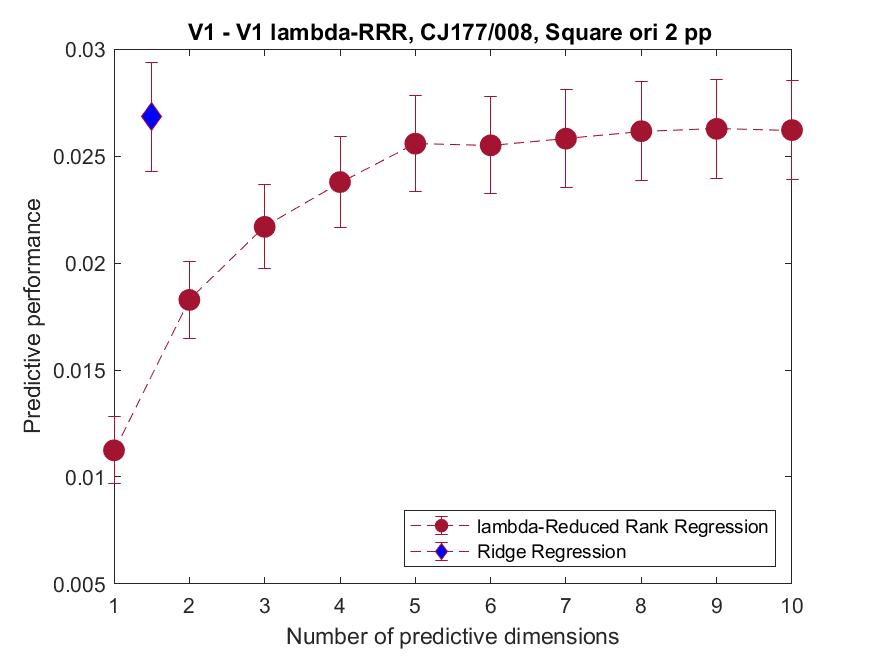 V1 - V1 lambda-RRR, CJ177/008, Square ori 2 pp
Predictive performance
0.03
0.025
0.02
0.015
0.01
0.005
1 2 3 4 5 6 7 8 9 10
Number of predictive dimensions
lambda-Reduced Rank Regression
Ridge Regression